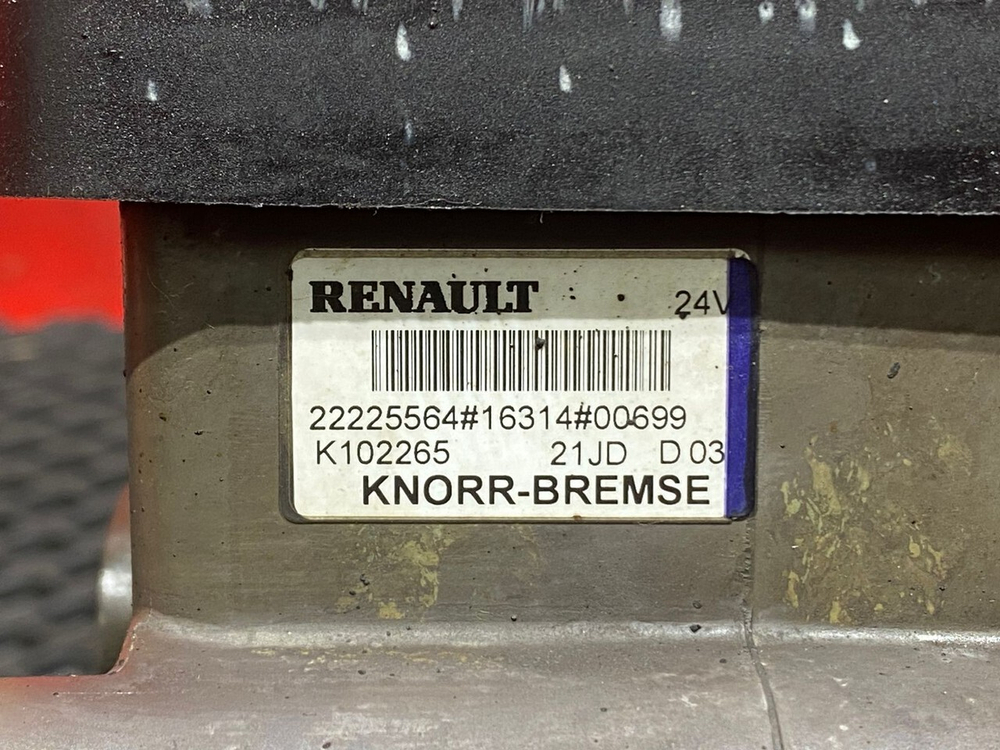 RENAULT 24V
22225564#16314#00699
K102265 21JD D 03
KNORR-BREMSE